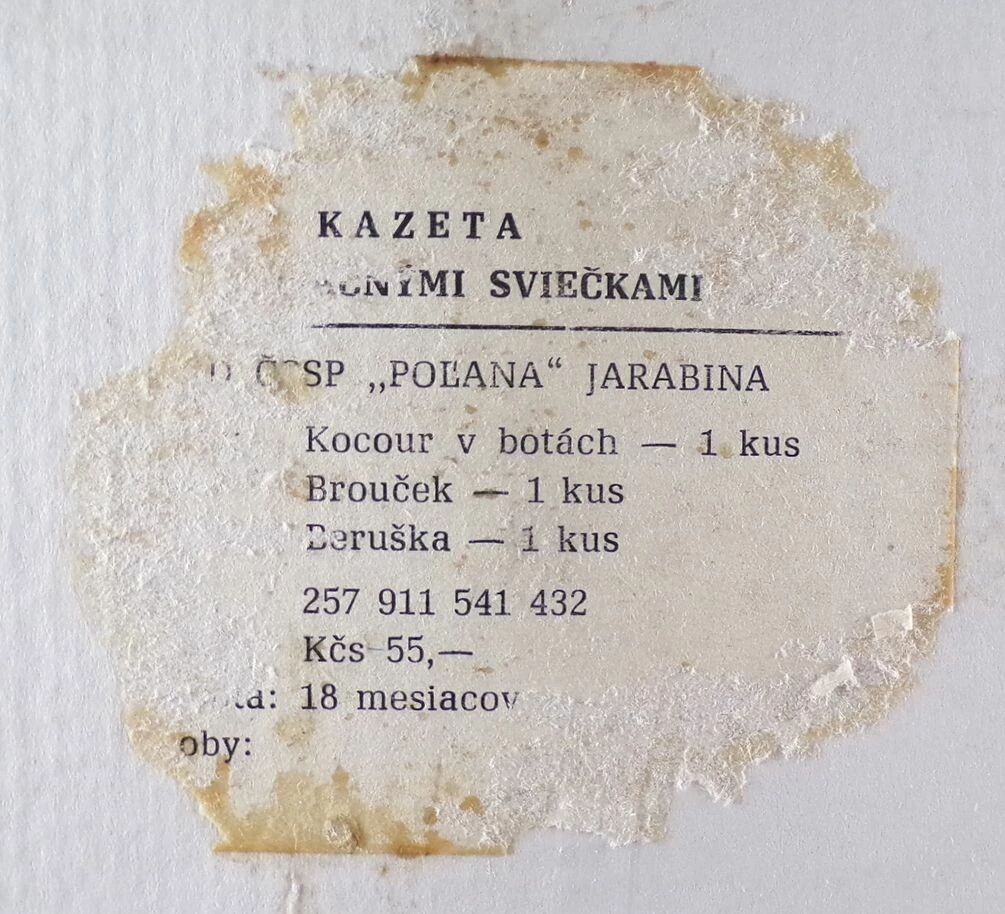 KAZETA
SVIEČKAMI
„POĽANA“ JARABINA
Kocour v botách — 1 kus
Brouček — 1 kus
Beruška — 1 kus
257 911 541 432
Kčs 55,—
18 mesiacov